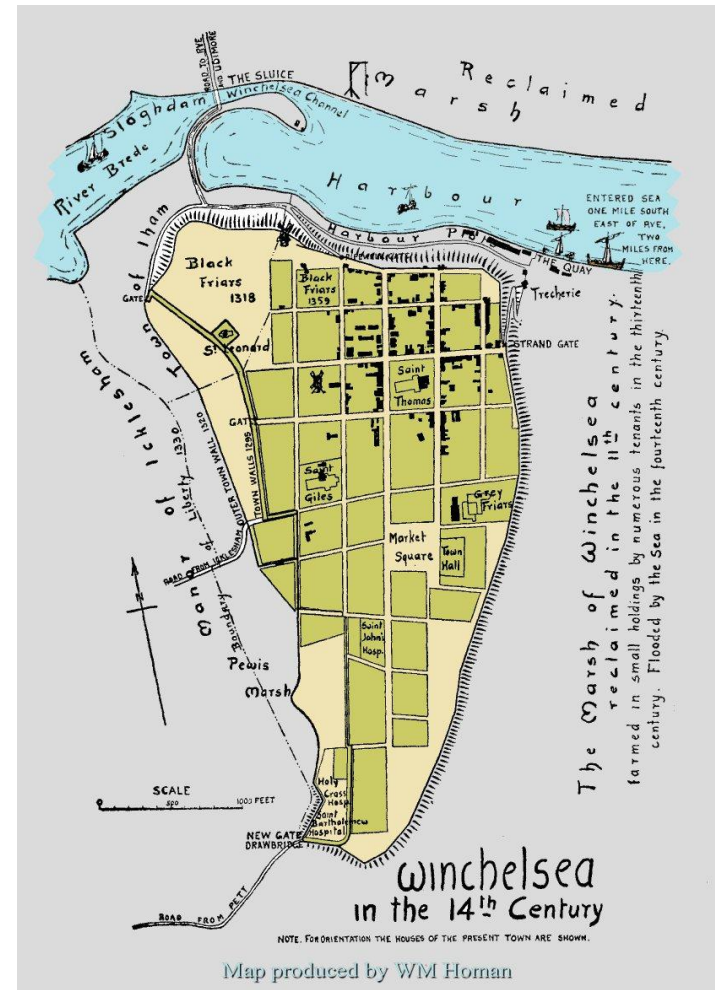 ROAD TO RYE
AND UDIMORE
THE SLUICE
Winchelsea Channel
Reclaimed
Marsh
Sloghdam
River Brede
Harbour
ENTERED SEA
ONE MILE SOUTH
EAST OF RYE,
TWO
MILES FROM
HERE.
THE QUAY
Trecherie
STRAND GATE
Town of Iham
GATE
Black
Friars
1318
Black
Friars
1359
St Leonard
Saint
Thomas
GATE
TOWN WALLS 1295
OUTER TOWN WALL 1320
Saint
Giles
Grey
Friars
Market
Square
Town
Hall
Manor of Icklesham
Boundary of Liberty 1330
ROAD FROM ICKLESHAM
Saint
John's
Hosp.
Pewis
Marsh
SCALE
500
1000 FEET
Holy
Cross
Hosp.
Saint
Bartholomew
Hospital
NEW GATE
DRAWBRIDGE
ROAD FROM PETT
The Marsh of Winchelsea
reclaimed in the 11th century.
farmed in small holdings by numerous tenants in the thirteenth
century. Flooded by the Sea in the fourteenth century.
Winchelsea
in the 14th Century
NOTE. FOR ORIENTATION THE HOUSES OF THE PRESENT TOWN ARE SHOWN.
Map produced by WM Homan